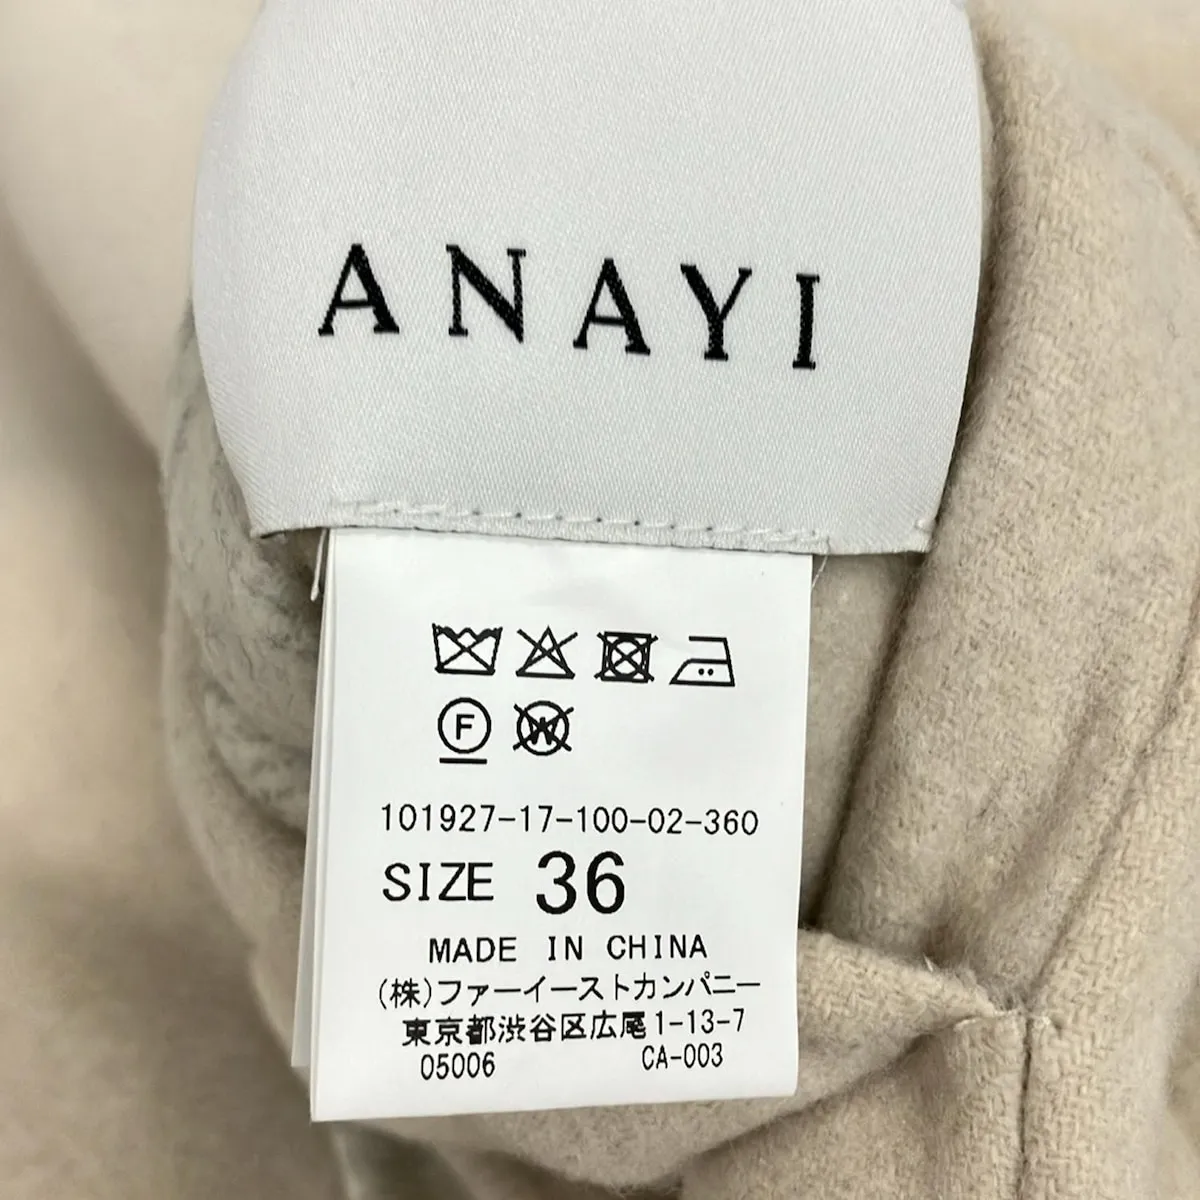 ANAYI
F W
101927-17-100-02-360
SIZE 36
MADE IN CHINA
(株)ファーイーストカンパニー
東京都渋谷区広尾1-13-7
05006 CA-003